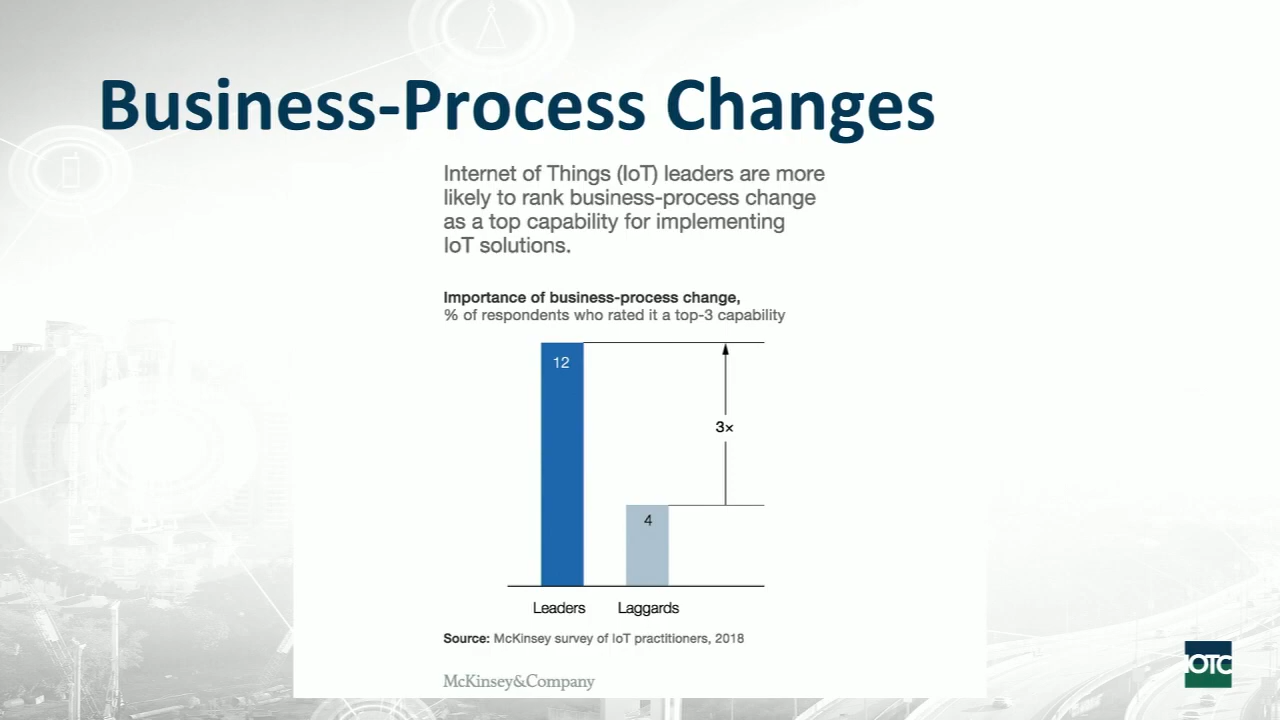 Business-Process Changes
Internet of Things (IoT) leaders are more
likely to rank business-process change
as a top capability for implementing
IoT solutions.
Importance of business-process change,
% of respondents who rated it a top-3 capability
12
3×
4
Leaders
Laggards
Source: McKinsey survey of IoT practitioners, 2018
McKinsey&Company
IOTC